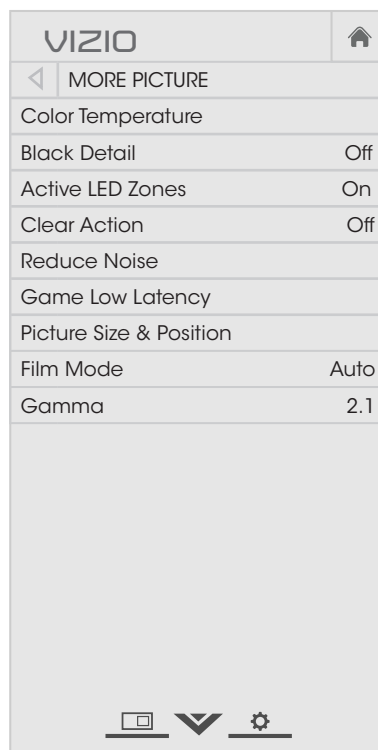 VIZIO
MORE PICTURE
Color Temperature
Black Detail Off
Active LED Zones On
Clear Action Off
Reduce Noise
Game Low Latency
Picture Size & Position
Film Mode Auto
Gamma 2.1